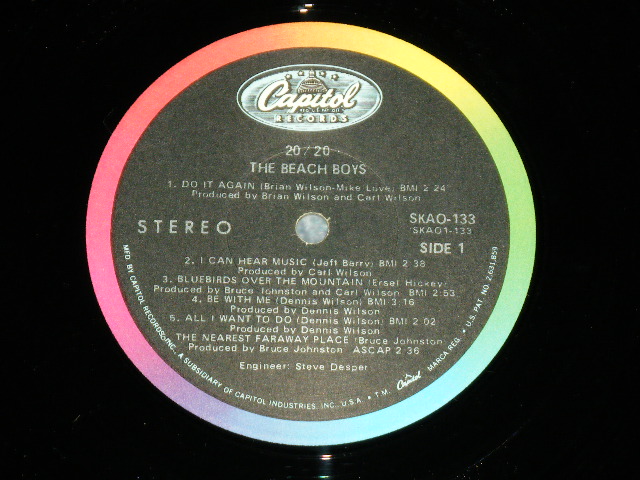 Capitol
RECORDS
20/20
THE BEACH BOYS
1. DO IT AGAIN (Brian Wilson-Mike Love) BMI 2 24
Produced by Brian Wilson and Carl Wilson
STEREO
SKAO-133
SKAO1-133
SIDE 1
2. I CAN HEAR MUSIC (Jeff Barry) BMI 2 38
Produced by Carl Wilson
3. BLUEBIRDS OVER THE MOUNTAIN (Ersel Hickey)
Produced by Bruce Johnston and Carl Wilson BMI 2 53
4. BE WITH ME (Dennis Wilson) BMI 3 16
Produced by Dennis Wilson
5. ALL I WANT TO DO (Dennis Wilson) BMI 2 02
Produced by Dennis Wilson
THE NEAREST FARAWAY PLACE (Bruce Johnston
Produced by Bruce Johnston ASCAP 2 36
Engineer: Steve Desper
MFD. BY CAPITOL RECORDS, INC., A SUBSIDIARY OF CAPITOL INDUSTRIES, INC., U.S.A. • T.M. Capitol MARCA REG. • U.S. PAT. NO. 2,631,859